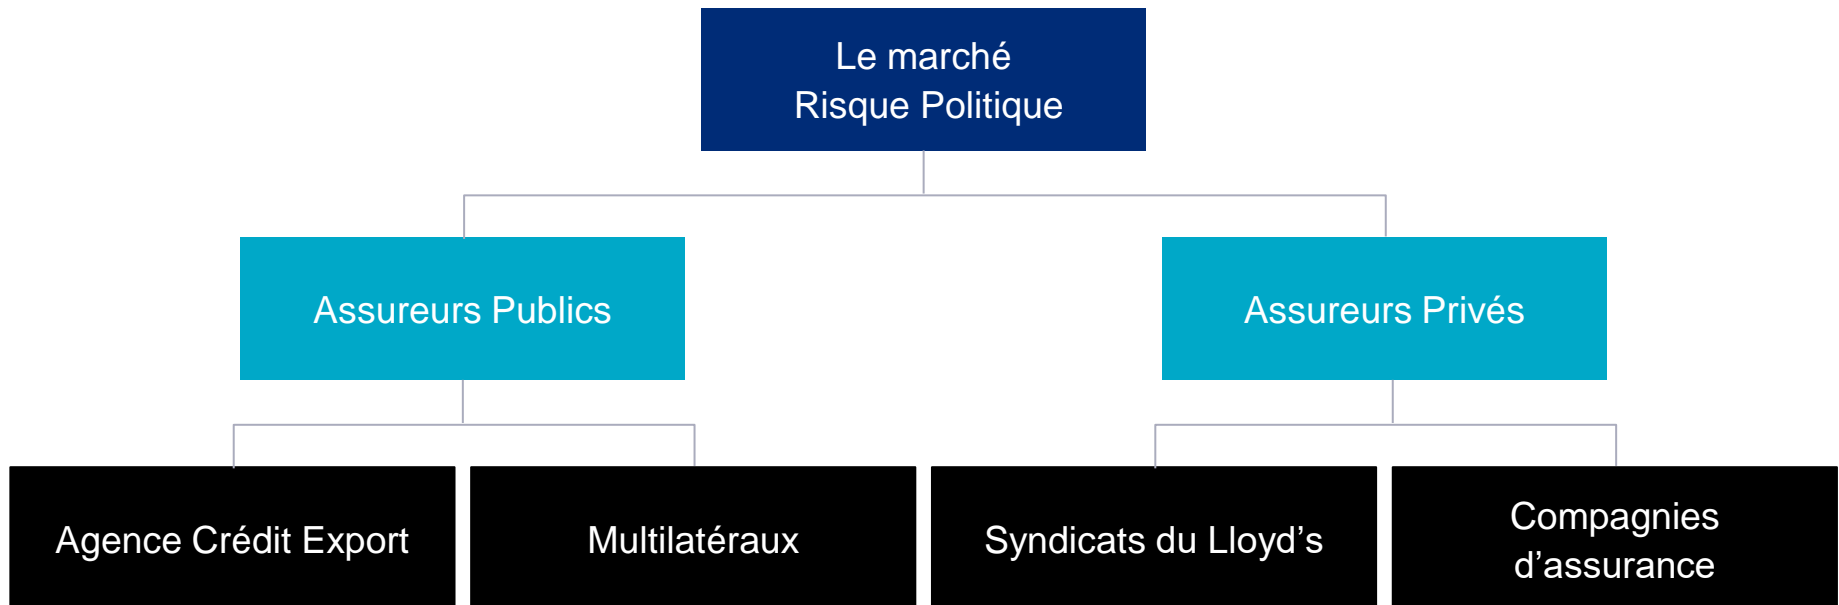 Le marché
Risque Politique
Assureurs Publics
Assureurs Privés
Agence Crédit Export
Multilatéraux
Syndicats du Lloyd’s
Compagnies
d’assurance